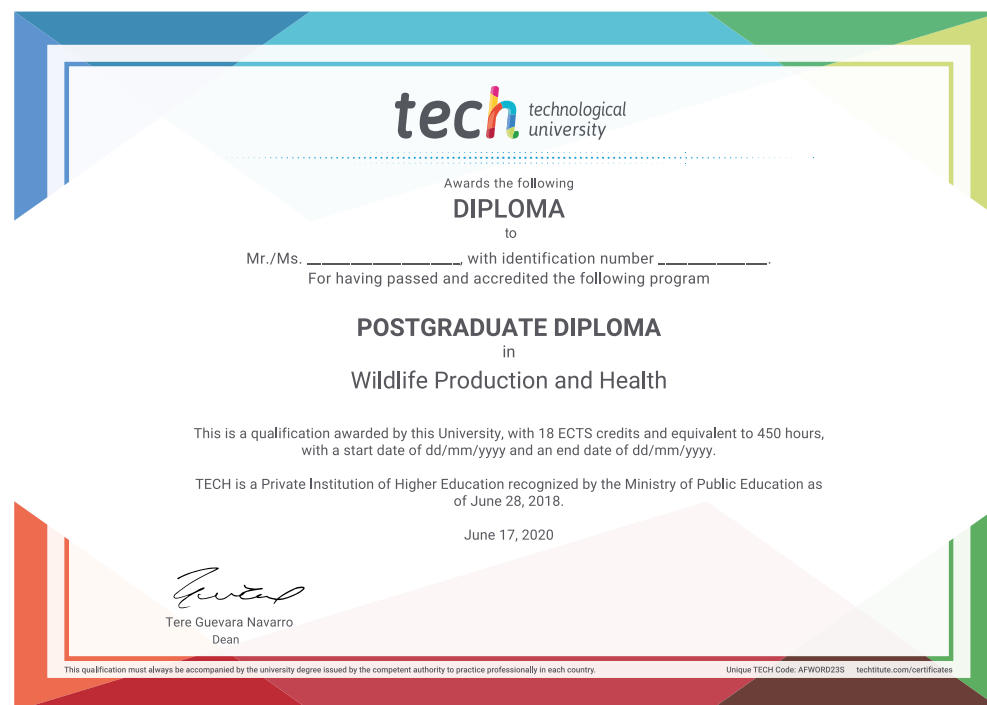 tech technological
university
Awards the following
DIPLOMA
to
Mr./Ms. ____________________, with identification number ______________.
For having passed and accredited the following program
POSTGRADUATE DIPLOMA
in
Wildlife Production and Health
This is a qualification awarded by this University, with 18 ECTS credits and equivalent to 450 hours,
with a start date of dd/mm/yyyy and an end date of dd/mm/yyyy.
TECH is a Private Institution of Higher Education recognized by the Ministry of Public Education as
of June 28, 2018.
June 17, 2020
Tere Guevara Navarro
Dean
This qualification must always be accompanied by the university degree issued by the competent authority to practice professionally in each country.
Unique TECH Code: AFWORD23S techtitute.com/certificates